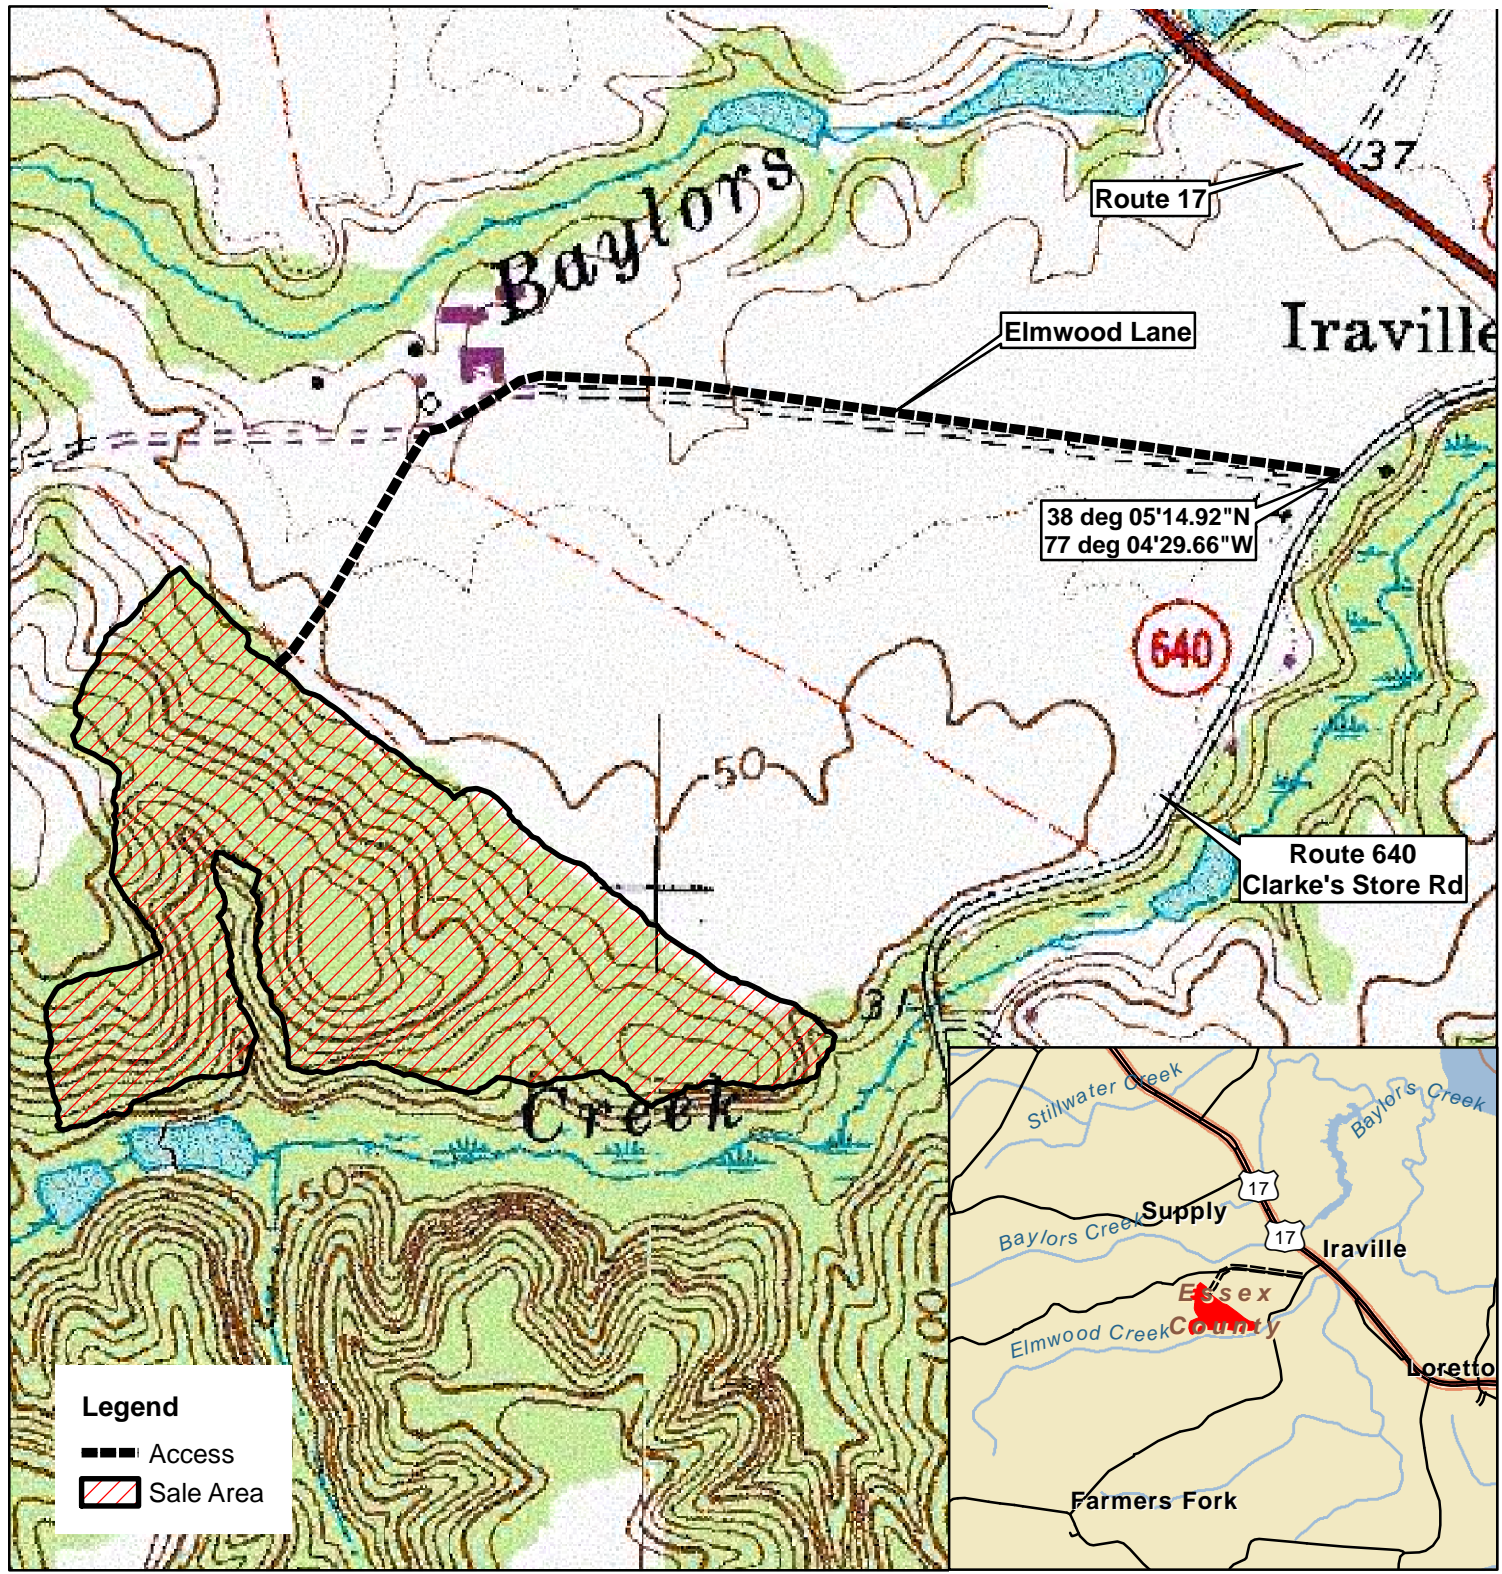 37
Route 17
Baylors
Elmwood Lane
Iraville
38 deg 05'14.92"N
77 deg 04'29.66"W
640
50
Route 640
Clarke's Store Rd
31
Creek
50
Legend
Access
Sale Area
Stillwater Creek
Baylors Creek
17
Supply
Baylors Creek
17
Iraville
Essex
County
Elmwood Creek
Loretto
Farmers Fork